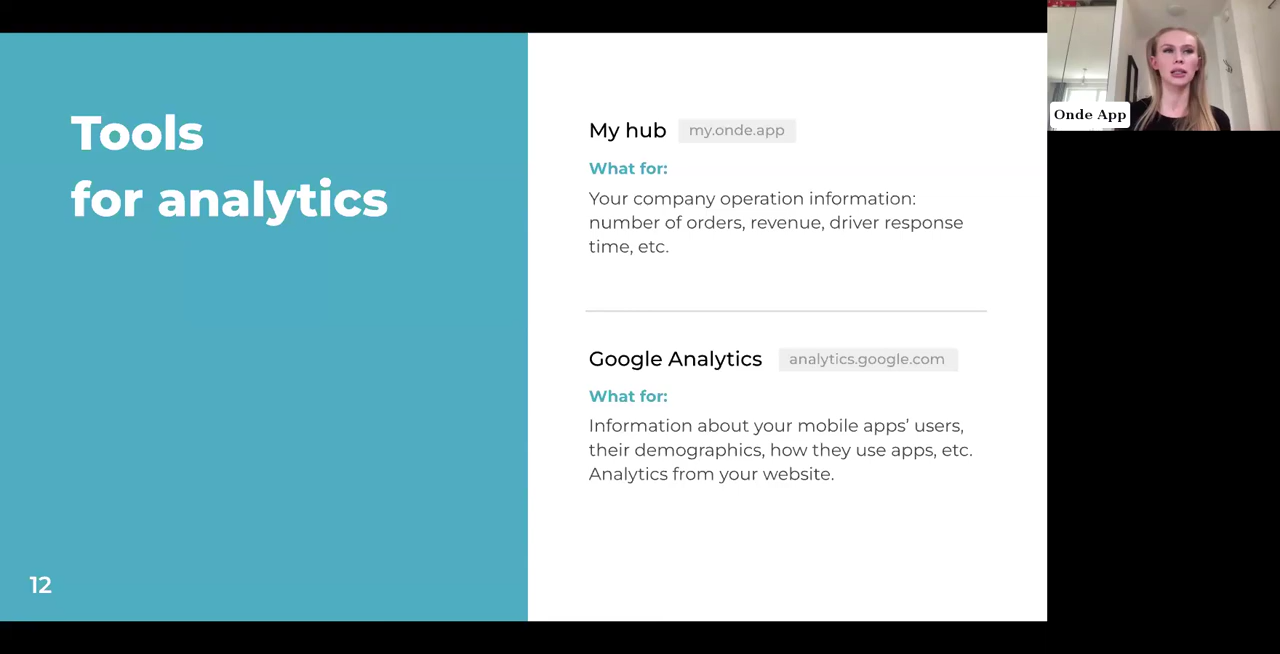 Tools
for analytics
12
My hub
my.onde.app
What for:
Your company operation information:
number of orders, revenue, driver response
time, etc.
Google Analytics
analytics.google.com
What for:
Information about your mobile apps’ users,
their demographics, how they use apps, etc.
Analytics from your website.
Onde App